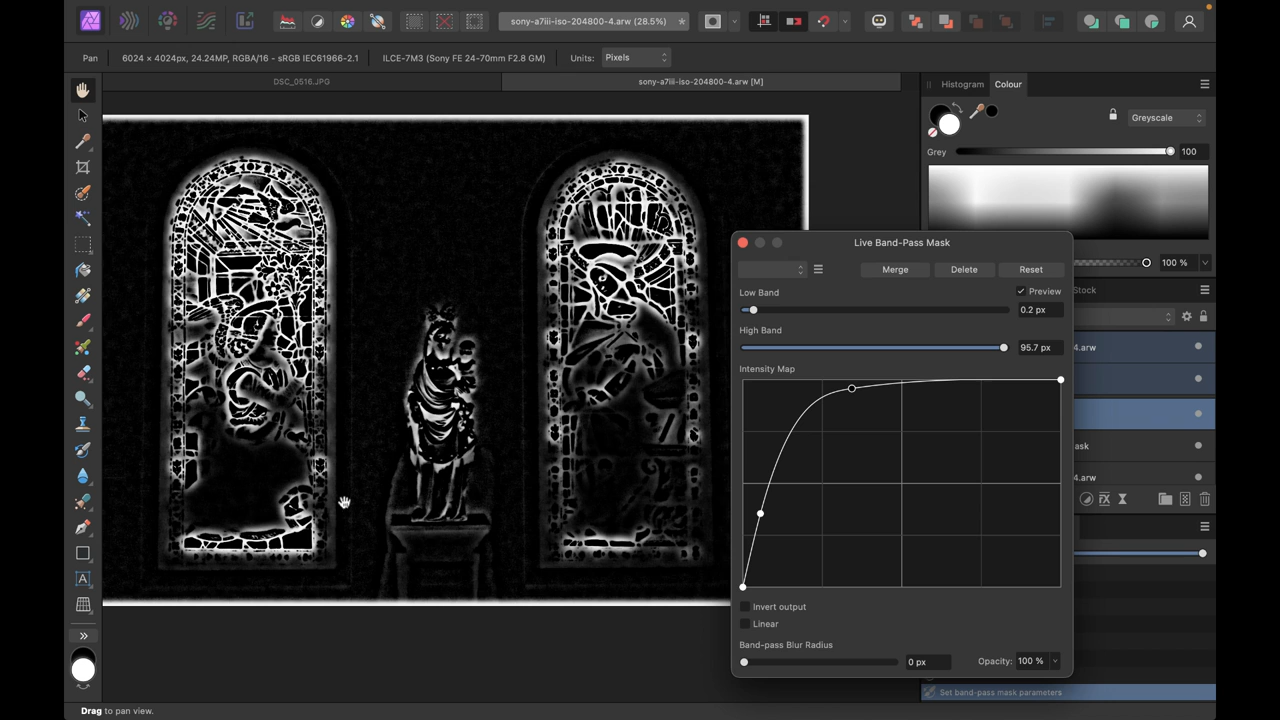 sony-a7iii-iso-204800-4.arw (28.5%)
Pan
6024 × 4024px, 24.24MP, RGBA/16 - sRGB IEC61966-2.1
ILCE-7M3 (Sony FE 24-70mm F2.8 GM)
Units:
Pixels
DSC_0516.JPG
sony-a7iii-iso-204800-4.arw [M]
Histogram
Colour
Greyscale
Grey
100
100 %
Stock
4.arw
ask
4.arw
Live Band-Pass Mask
Merge
Delete
Reset
Low Band
Preview
0.2 px
High Band
95.7 px
Intensity Map
Invert output
Linear
Band-pass Blur Radius
0 px
Opacity:
100 %
Set band-pass mask parameters
Drag to pan view.